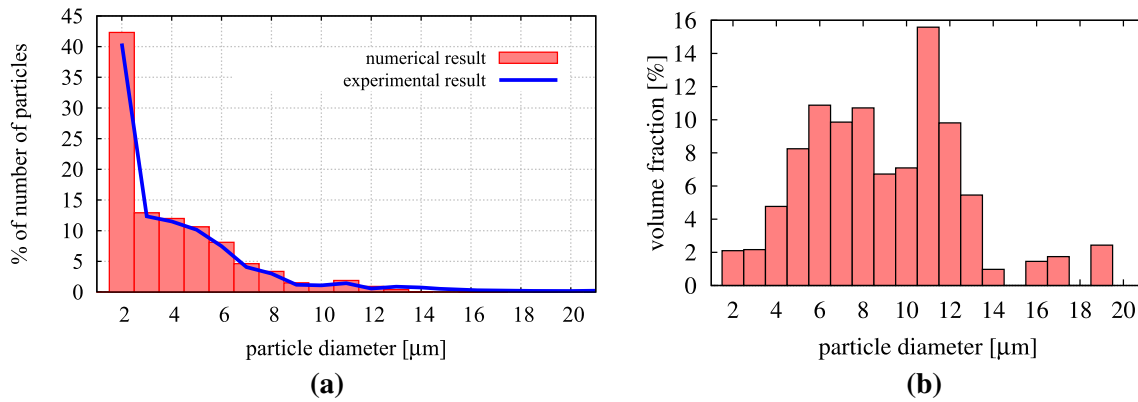 % of number of particles
45
40
35
30
25
20
15
10
5
0
numerical result
experimental result
2 4 6 8 10 12 14 16 18 20
particle diameter [μm]
(a)
volume fraction [%]
16
14
12
10
8
6
4
2
0
2 4 6 8 10 12 14 16 18 20
particle diameter [μm]
(b)